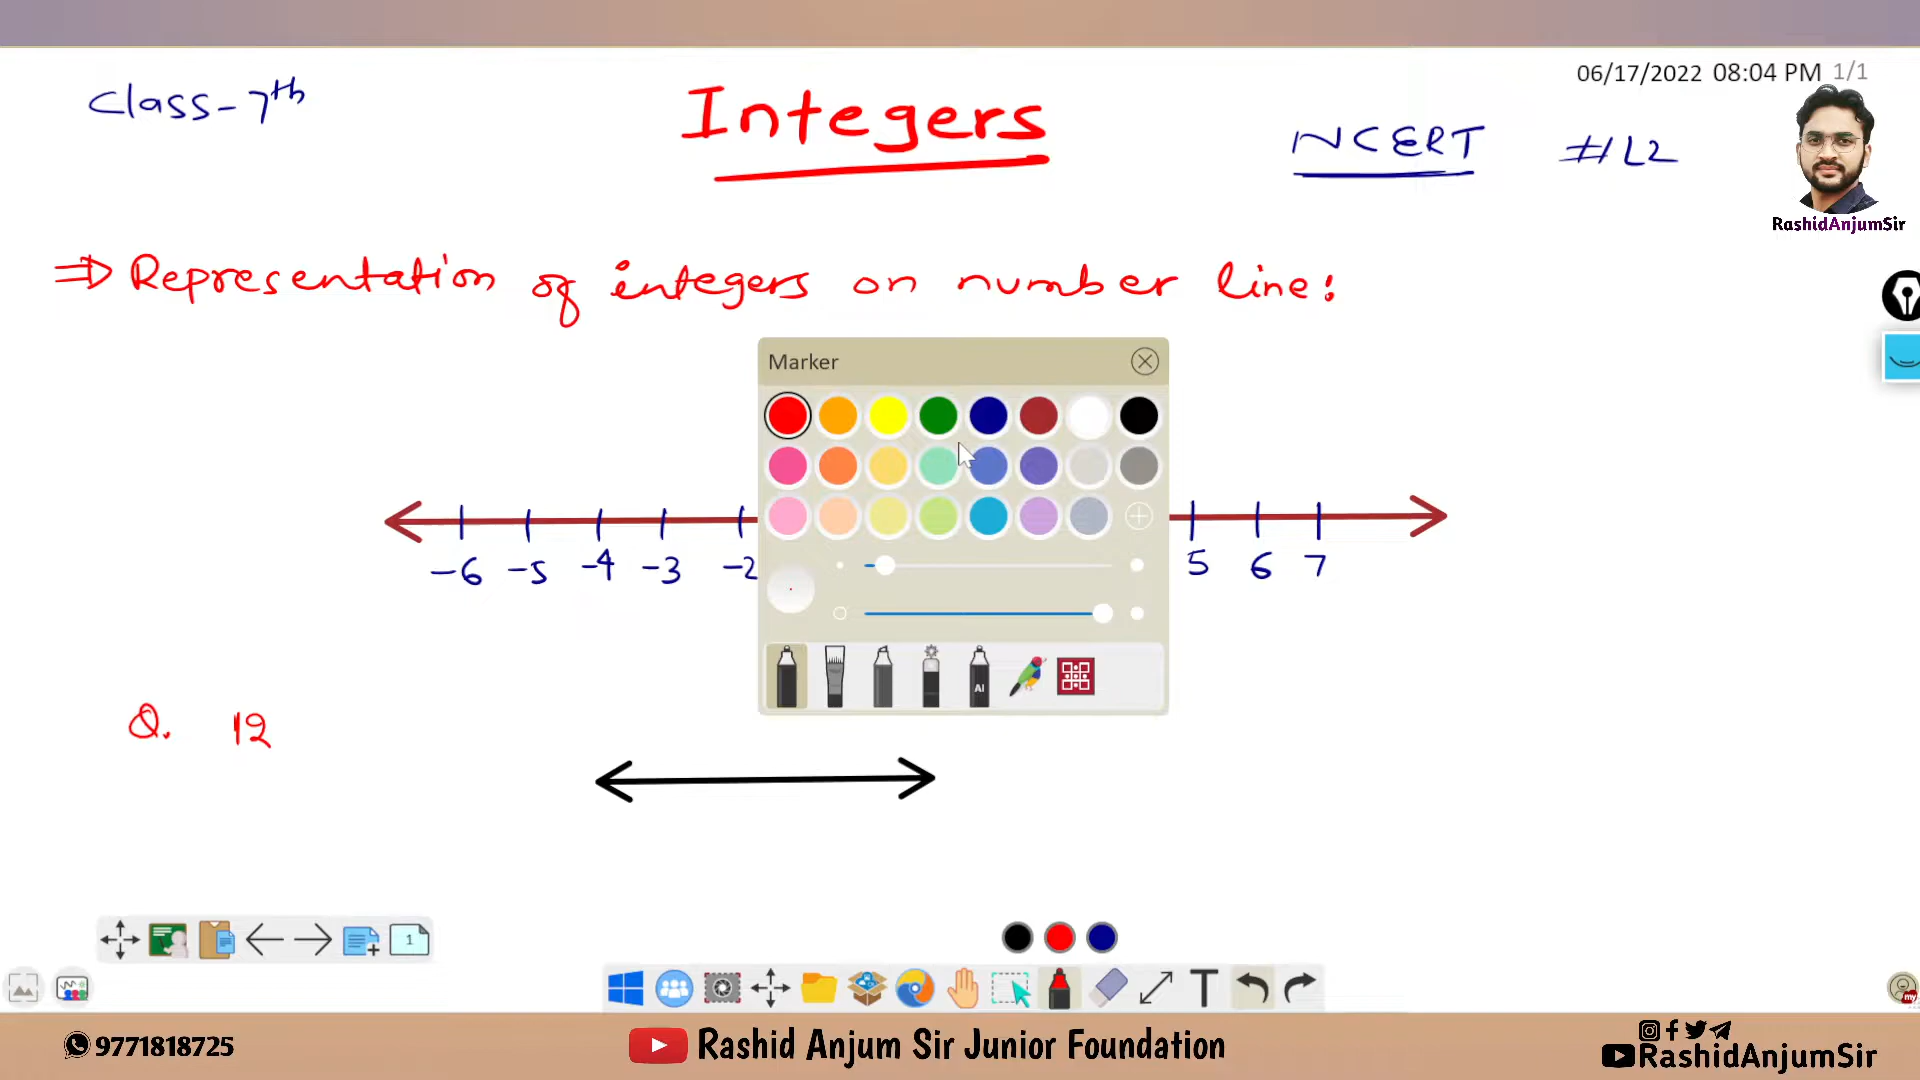 06/17/2022 08:04 PM 1/1
Class-7th
Integers
NCERT #L2
RashidAnjumSir
⇒ Representation of integers on number line:
Marker
-6 -5 -4 -3 -2 5 6 7
AI
Q. 12
1
T
my
9771818725
Rashid Anjum Sir Junior Foundation
RashidAnjumSir